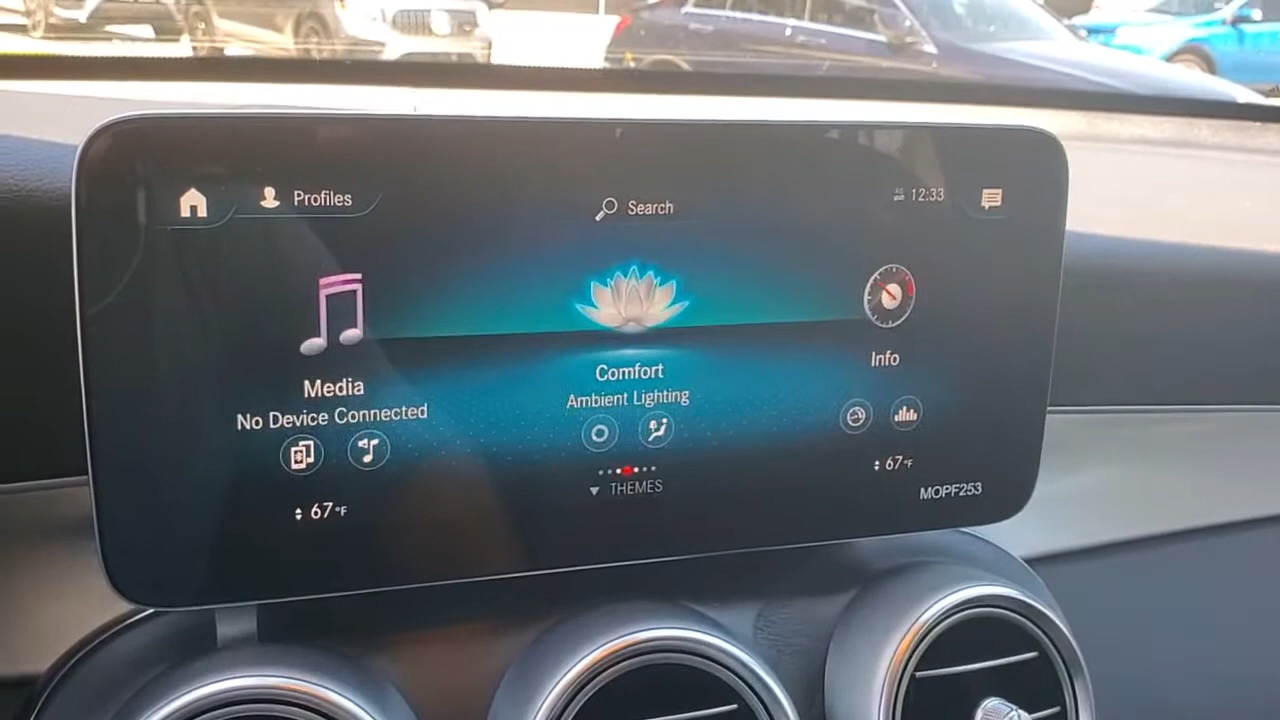 Profiles
Search
12:33
Media
No Device Connected
Comfort
Ambient Lighting
Info
THEMES
67°F
67°F
MOPF253